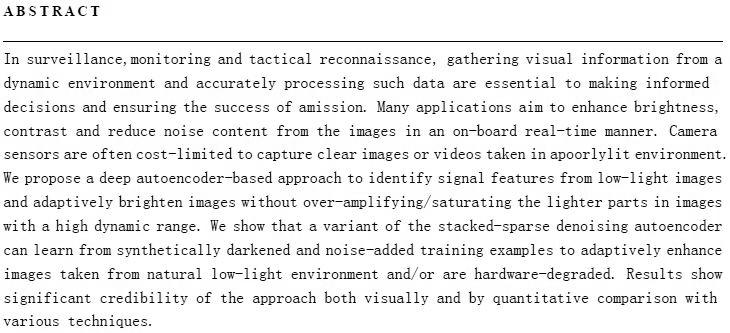 ABSTRACT
In surveillance, monitoring and tactical reconnaissance, gathering visual information from a
dynamic environment and accurately processing such data are essential to making informed
decisions and ensuring the success of amission. Many applications aim to enhance brightness,
contrast and reduce noise content from the images in an on-board real-time manner. Camera
sensors are often cost-limited to capture clear images or videos taken in apoorlylit environment.
We propose a deep autoencoder-based approach to identify signal features from low-light images
and adaptively brighten images without over-amplifying/saturating the lighter parts in images
with a high dynamic range. We show that a variant of the stacked-sparse denoising autoencoder
can learn from synthetically darkened and noise-added training examples to adaptively enhance
images taken from natural low-light environment and/or are hardware-degraded. Results show
significant credibility of the approach both visually and by quantitative comparison with
various techniques.